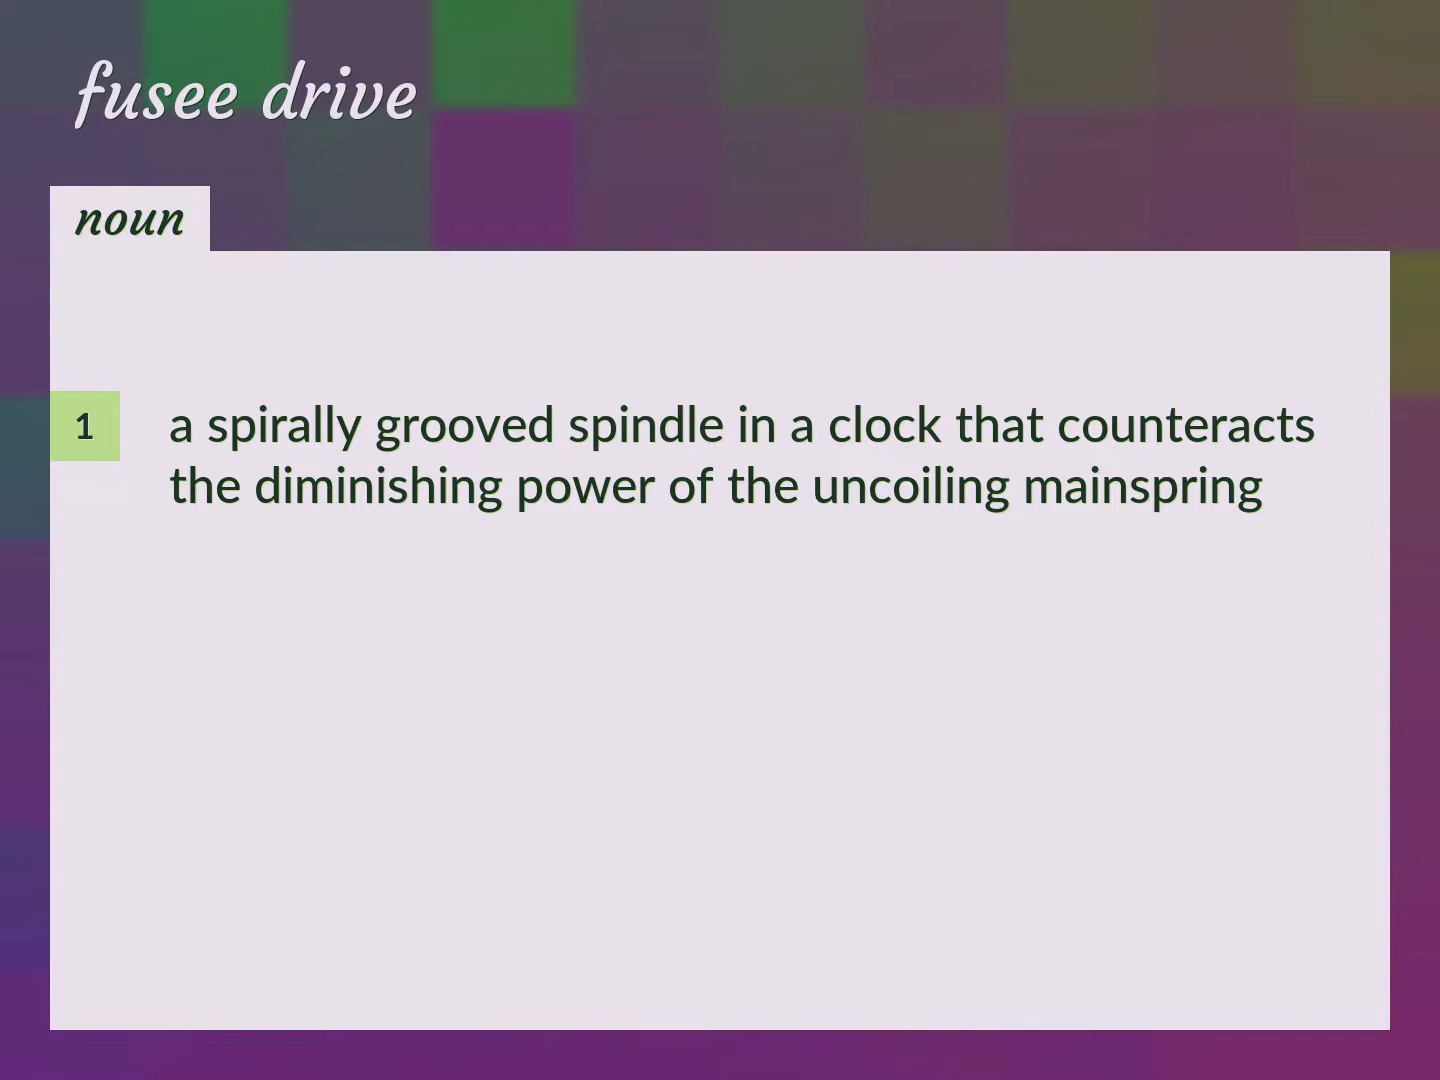 fusee drive
noun
1
a spirally grooved spindle in a clock that counteracts
the diminishing power of the uncoiling mainspring